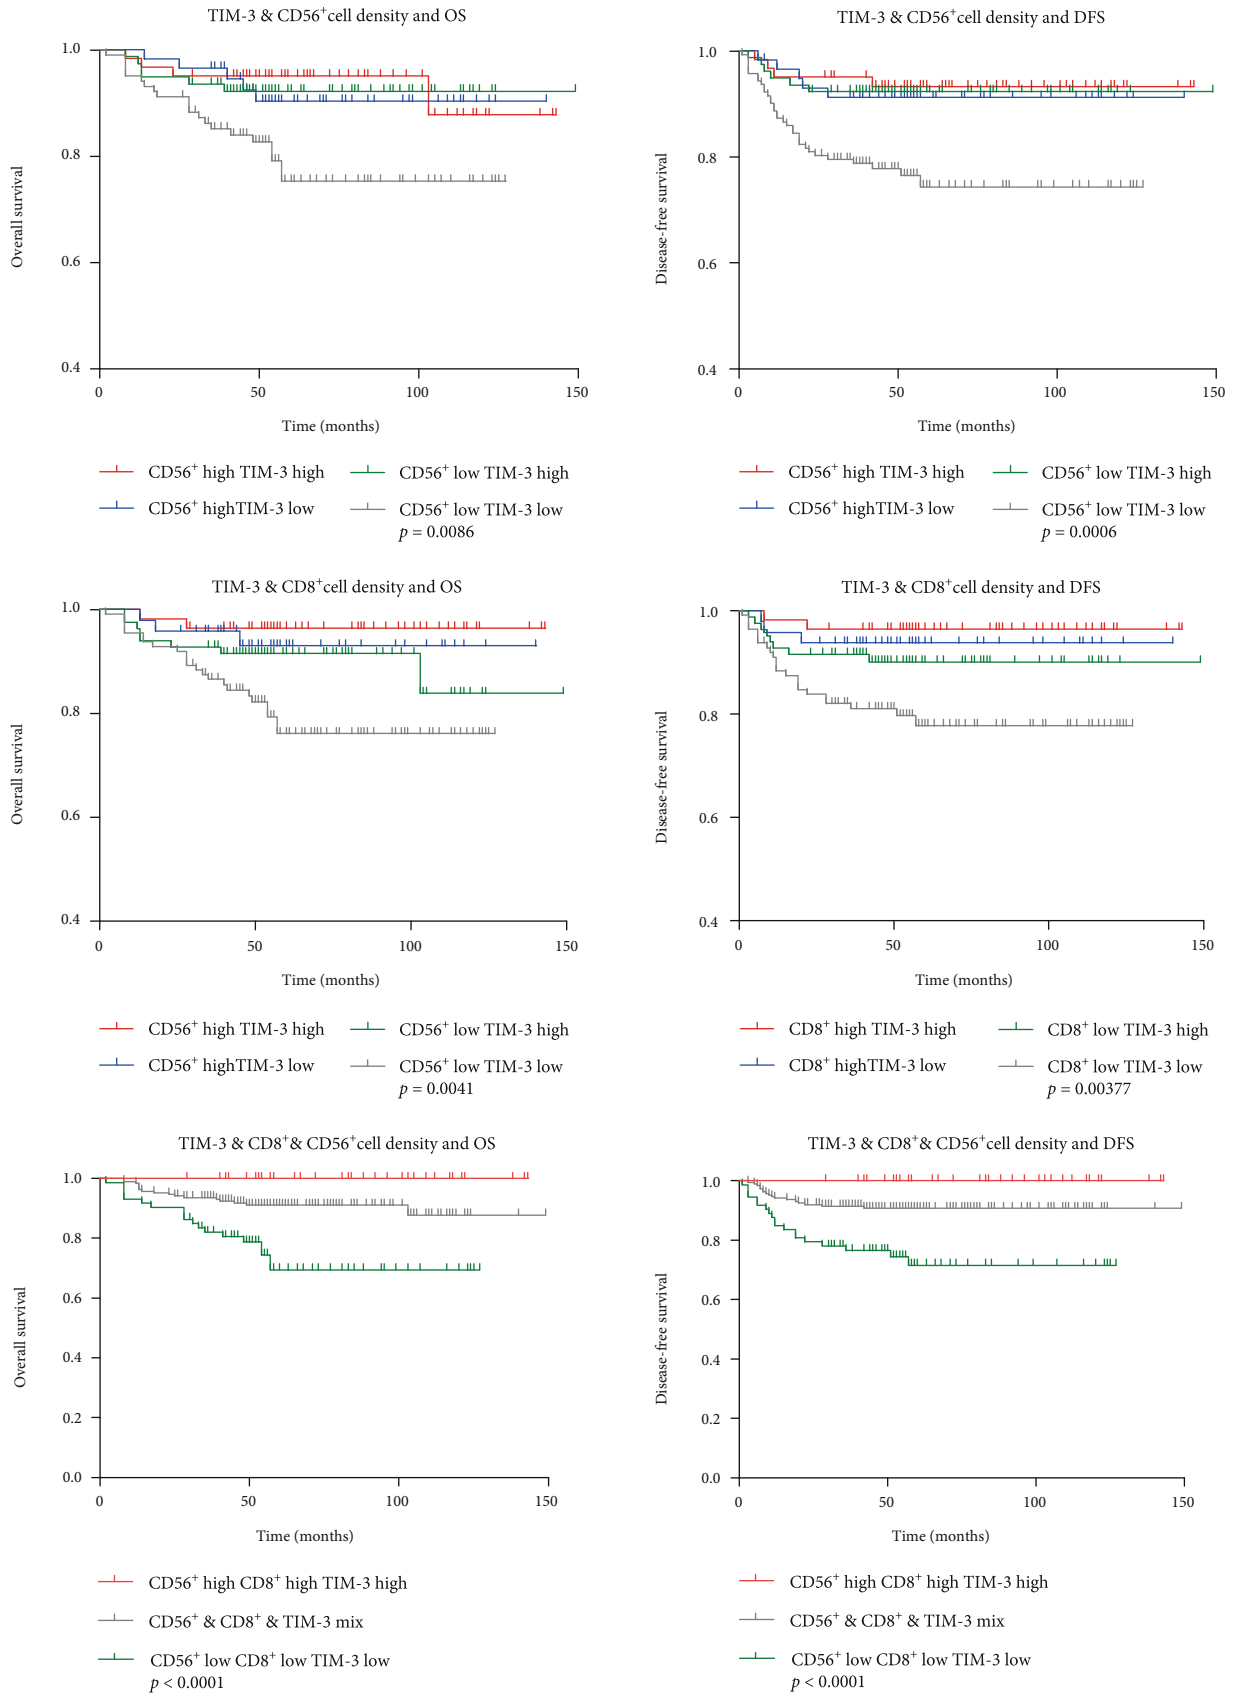 TIM-3 & CD56⁺cell density and OS
1.0
0.8
0.6
0.4
Overall survival
0 50 100 150
Time (months)
CD56⁺ high TIM-3 high
CD56⁺ low TIM-3 high
CD56⁺ highTIM-3 low
CD56⁺ low TIM-3 low
p = 0.0086
TIM-3 & CD56⁺cell density and DFS
1.0
0.8
0.6
0.4
Disease-free survival
0 50 100 150
Time (months)
CD56⁺ high TIM-3 high
CD56⁺ low TIM-3 high
CD56⁺ highTIM-3 low
CD56⁺ low TIM-3 low
p = 0.0006
TIM-3 & CD8⁺cell density and OS
1.0
0.8
0.6
0.4
Overall survival
0 50 100 150
Time (months)
CD56⁺ high TIM-3 high
CD56⁺ low TIM-3 high
CD56⁺ highTIM-3 low
CD56⁺ low TIM-3 low
p = 0.0041
TIM-3 & CD8⁺cell density and DFS
1.0
0.8
0.6
0.4
Disease-free survival
0 50 100 150
Time (months)
CD8⁺ high TIM-3 high
CD8⁺ low TIM-3 high
CD8⁺ highTIM-3 low
CD8⁺ low TIM-3 low
p = 0.00377
TIM-3 & CD8⁺& CD56⁺cell density and OS
1.0
0.8
0.6
0.4
0.2
0.0
Overall survival
0 50 100 150
Time (months)
CD56⁺ high CD8⁺ high TIM-3 high
CD56⁺ & CD8⁺ & TIM-3 mix
CD56⁺ low CD8⁺ low TIM-3 low
p < 0.0001
TIM-3 & CD8⁺& CD56⁺cell density and DFS
1.0
0.8
0.6
0.4
0.2
0.0
Disease-free survival
0 50 100 150
Time (months)
CD56⁺ high CD8⁺ high TIM-3 high
CD56⁺ & CD8⁺ & TIM-3 mix
CD56⁺ low CD8⁺ low TIM-3 low
p < 0.0001